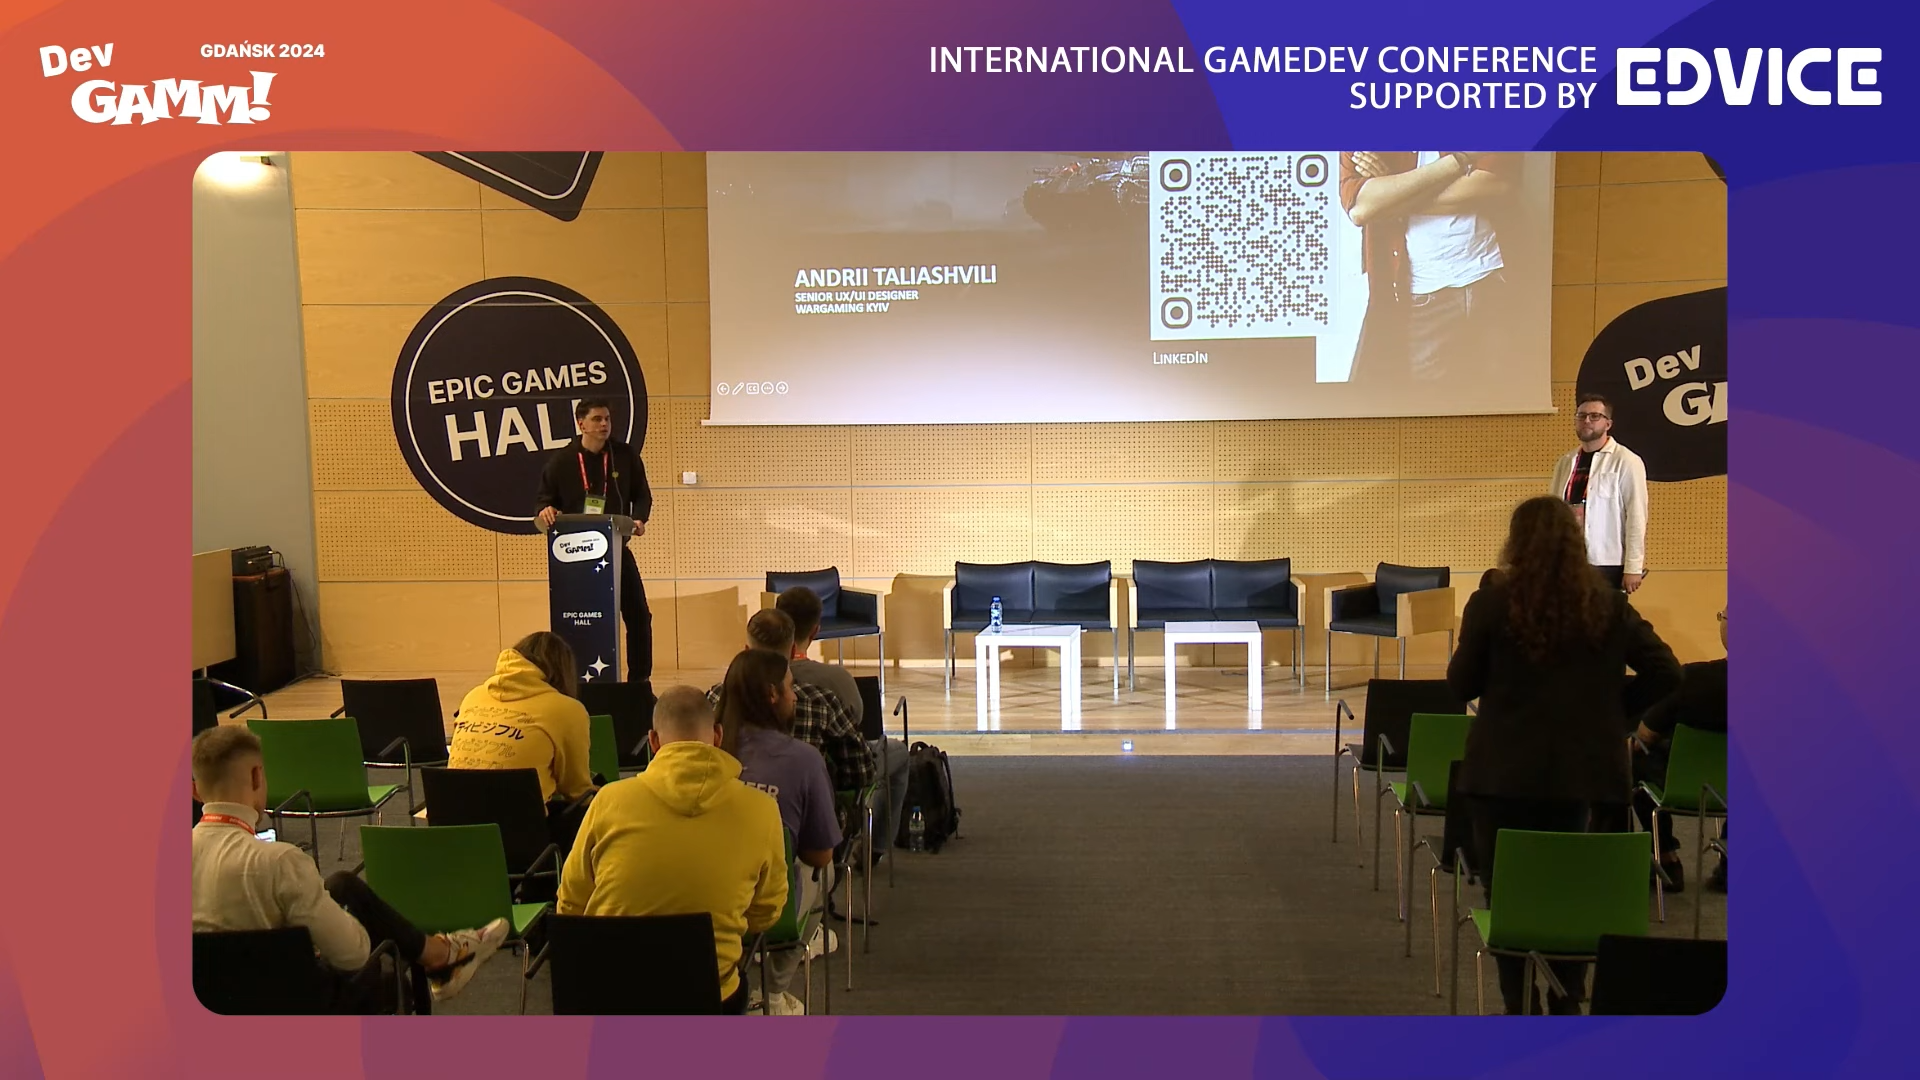 Dev
GAMM!
GDAŃSK 2024
INTERNATIONAL GAMEDEV CONFERENCE
SUPPORTED BY
EDVICE
ANDRII TALIASHVILI
SENIOR UX/UI DESIGNER
WARGAMING KYIV
LINKEDIN
EPIC GAMES
HALL
Dev
GA
Dev
GAMM!
EPIC GAMES
HALL